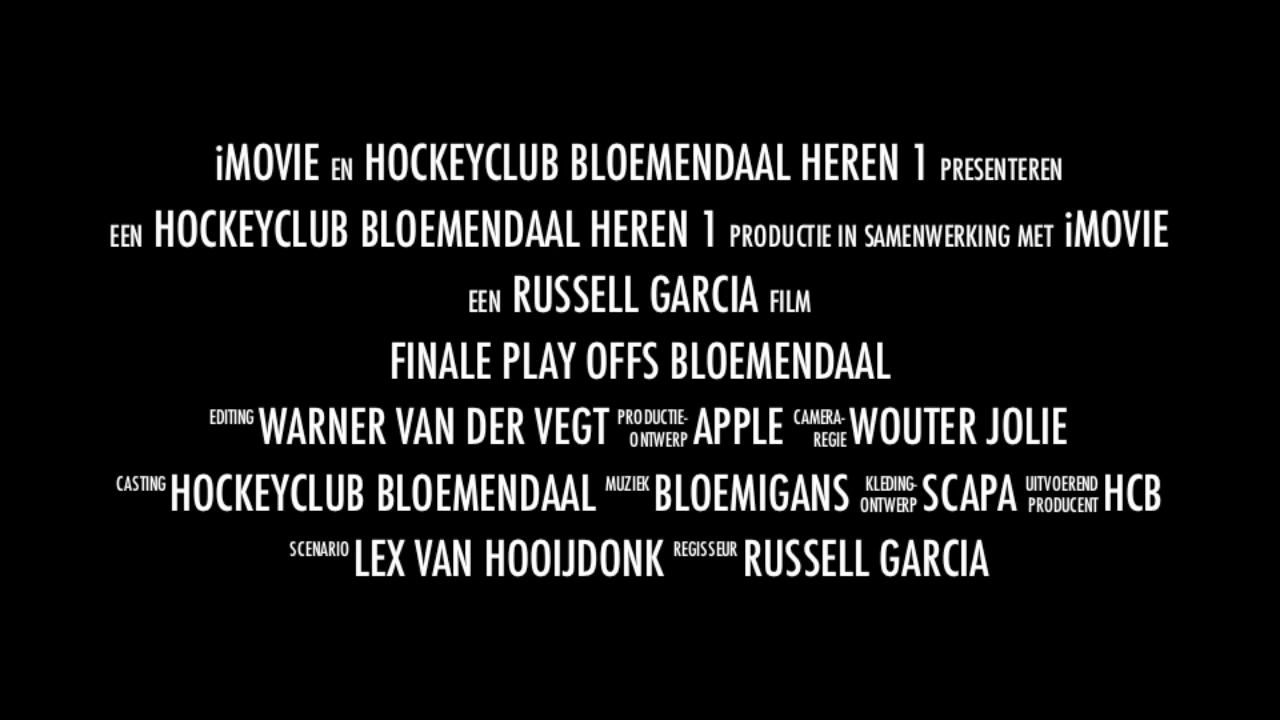 iMOVIE EN HOCKEYCLUB BLOEMENDAAL HEREN 1 PRESENTEREN
EEN HOCKEYCLUB BLOEMENDAAL HEREN 1 PRODUCTIE IN SAMENWERKING MET iMOVIE
EEN RUSSELL GARCIA FILM
FINALE PLAY OFFS BLOEMENDAAL
EDITING WARNER VAN DER VEGT PRODUCTIE-ONTWERP APPLE CAMERA-REGIE WOUTER JOLIE
CASTING HOCKEYCLUB BLOEMENDAAL MUZIEK BLOEMIGANS KLEDING-ONTWERP SCAPA UITVOEREND PRODUCENT HCB
SCENARIO LEX VAN HOOIJDONK REGISSEUR RUSSELL GARCIA